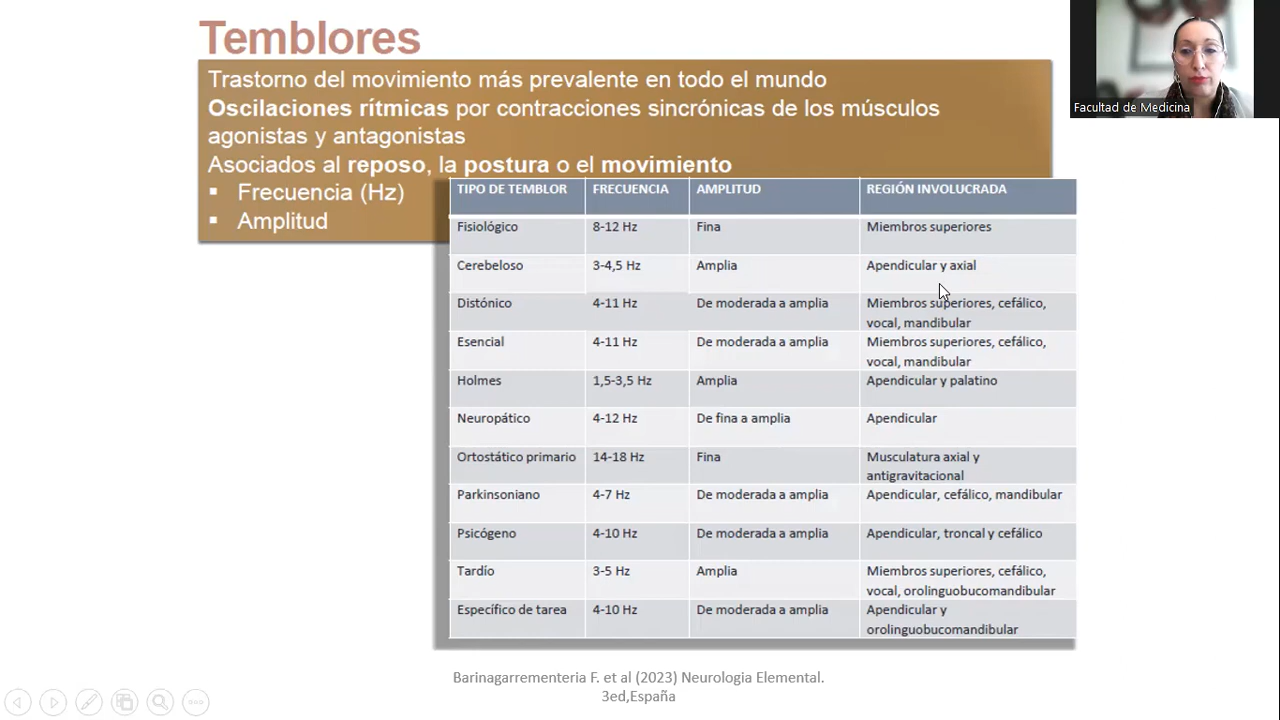 Temblores
Trastorno del movimiento más prevalente en todo el mundo
Oscilaciones rítmicas por contracciones sincrónicas de los músculos
agonistas y antagonistas
Asociados al reposo, la postura o el movimiento
▪ Frecuencia (Hz)
▪ Amplitud
Facultad de Medicina
TIPO DE TEMBLOR FRECUENCIA AMPLITUD REGIÓN INVOLUCRADA
Fisiológico 8-12 Hz Fina Miembros superiores
Cerebeloso 3-4,5 Hz Amplia Apendicular y axial
Distónico 4-11 Hz De moderada a amplia Miembros superiores, cefálico,
vocal, mandibular
Esencial 4-11 Hz De moderada a amplia Miembros superiores, cefálico,
vocal, mandibular
Holmes 1,5-3,5 Hz Amplia Apendicular y palatino
Neuropático 4-12 Hz De fina a amplia Apendicular
Ortostático primario 14-18 Hz Fina Musculatura axial y
antigravitacional
Parkinsoniano 4-7 Hz De moderada a amplia Apendicular, cefálico, mandibular
Psicógeno 4-10 Hz De moderada a amplia Apendicular, troncal y cefálico
Tardío 3-5 Hz Amplia Miembros superiores, cefálico,
vocal, orolinguobucomandibular
Específico de tarea 4-10 Hz De moderada a amplia Apendicular y
orolinguobucomandibular
Barinagarrementeria F. et al (2023) Neurologia Elemental.
3ed,España